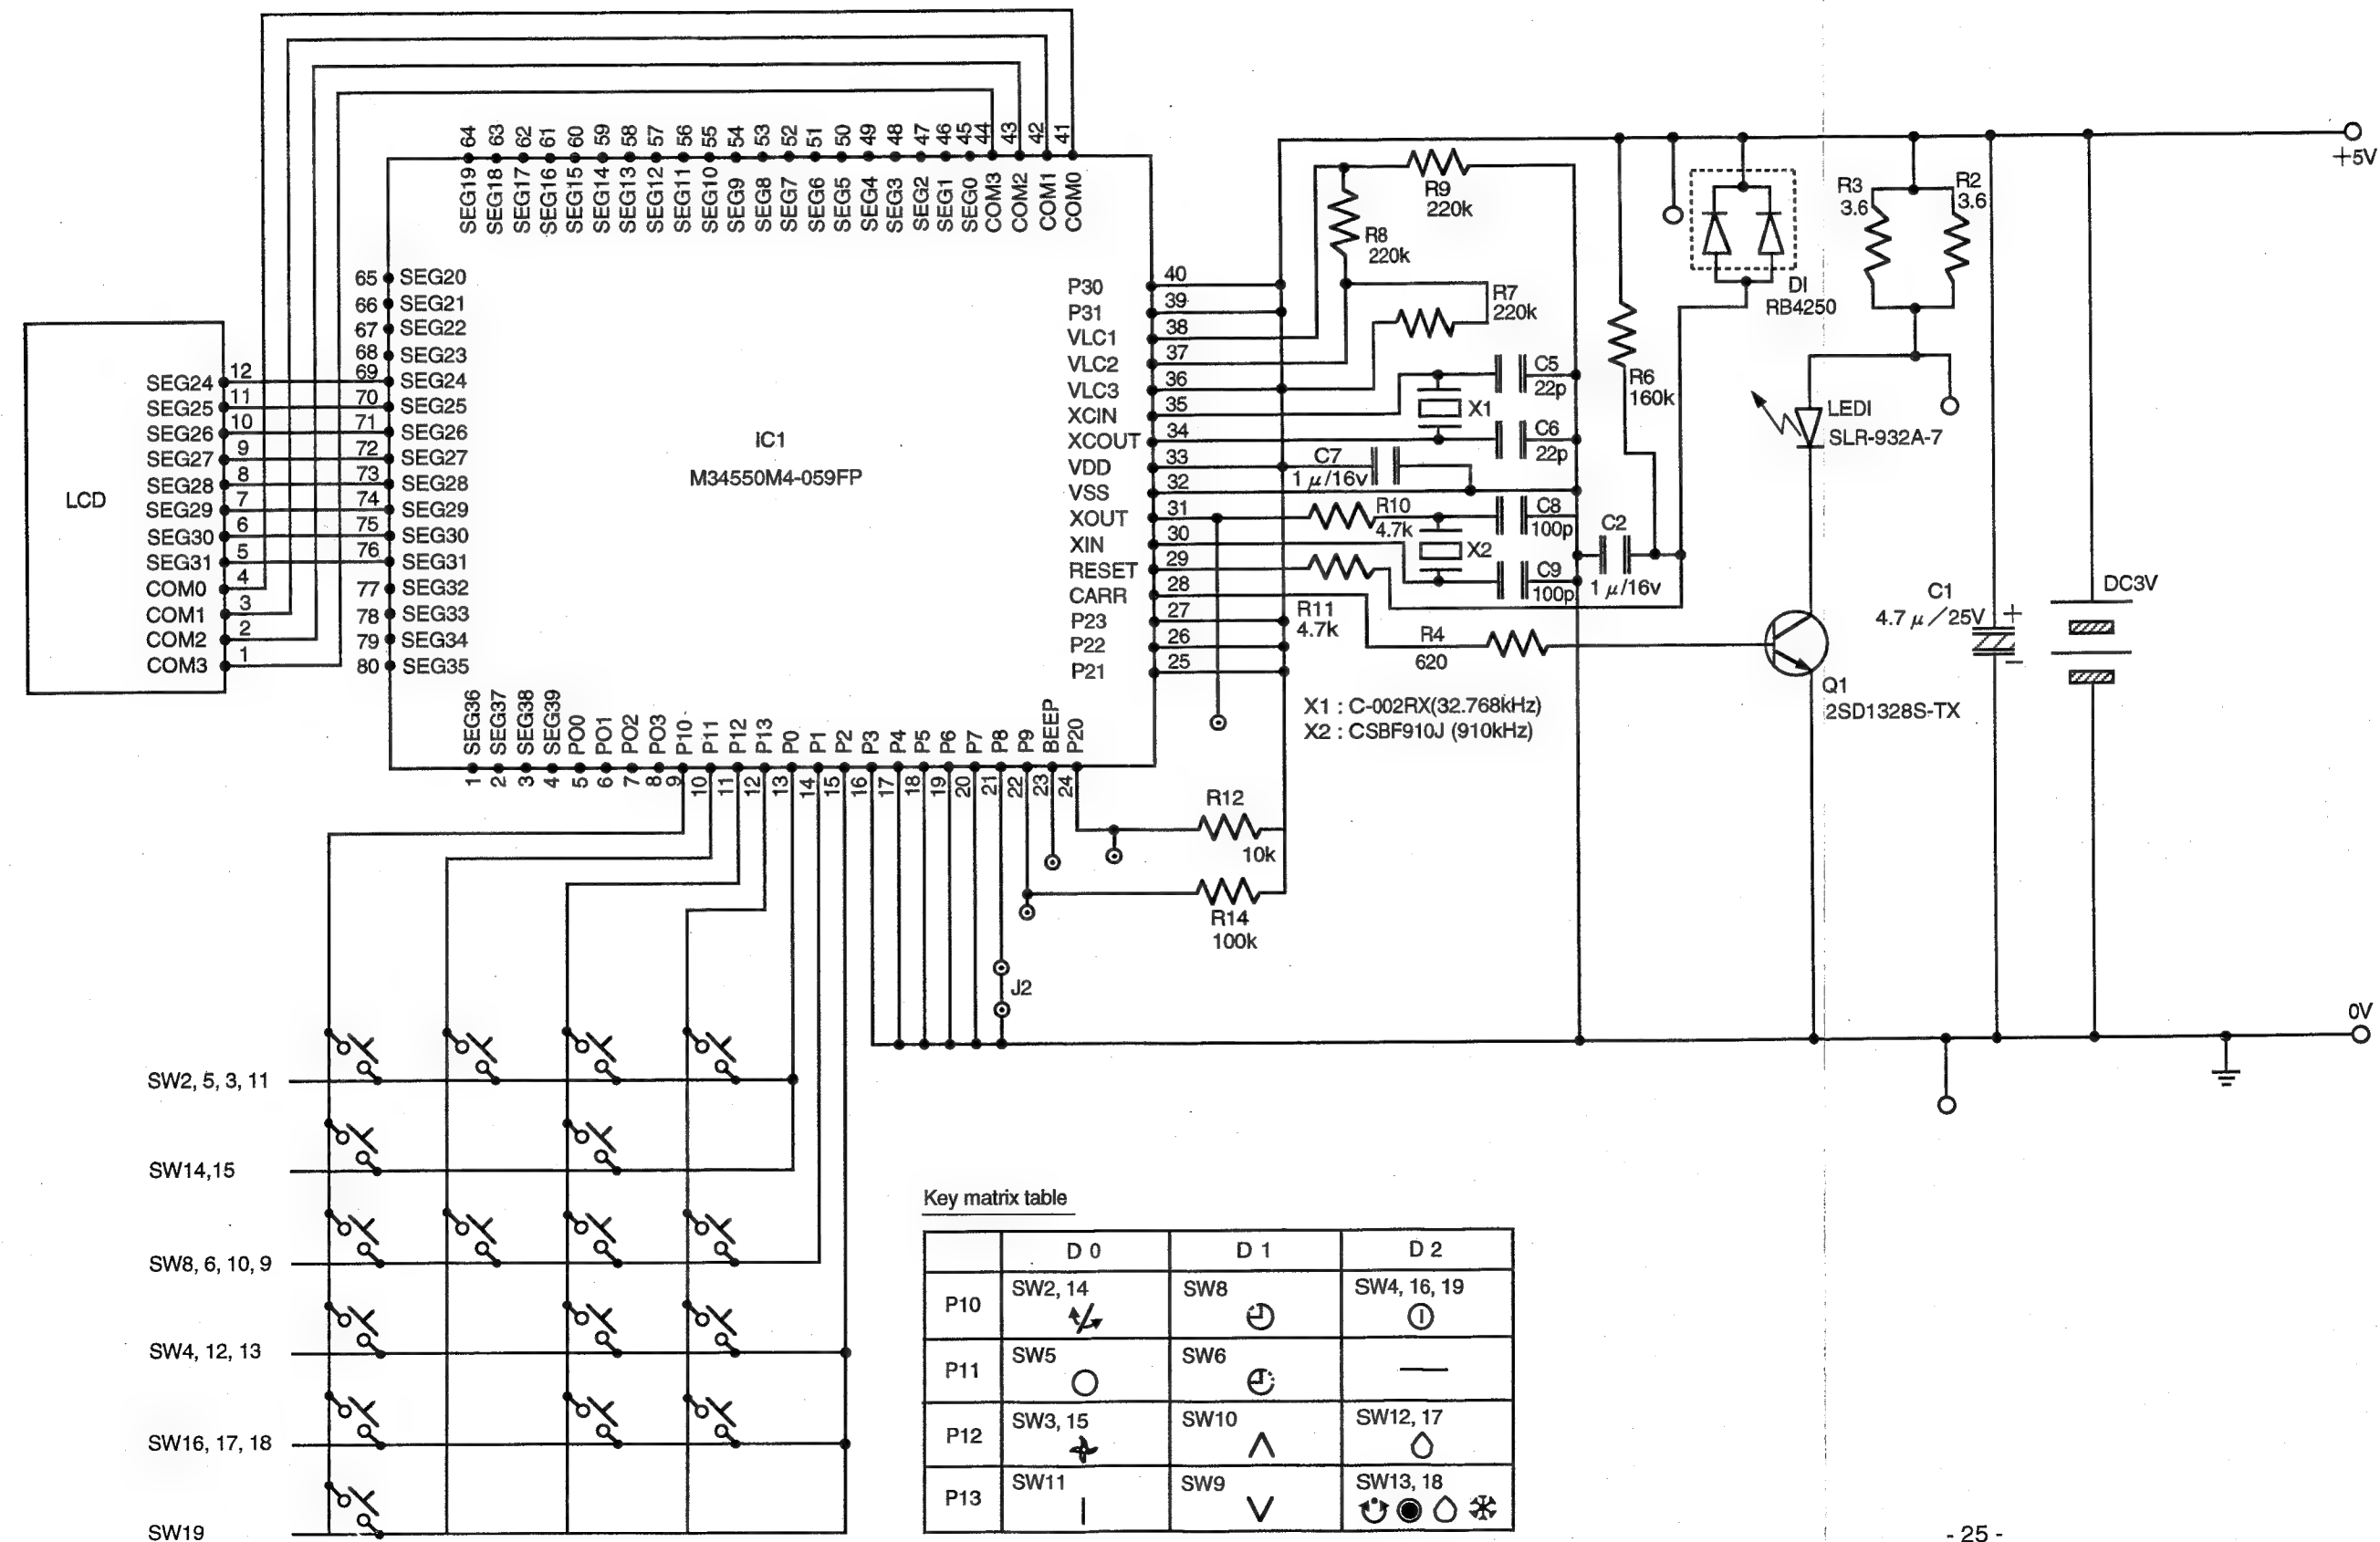 64 63 62 61 60 59 58 57 56 55 54 53 52 51 50 49 48 47 46 45 44 43 42 41
SEG19 SEG18 SEG17 SEG16 SEG15 SEG14 SEG13 SEG12 SEG11 SEG10 SEG9 SEG8 SEG7 SEG6 SEG5 SEG4 SEG3 SEG2 SEG1 SEG0 COM3 COM2 COM1 COM0
65 SEG20
66 SEG21
67 SEG22
68 SEG23
69 SEG24
70 SEG25
71 SEG26
72 SEG27
73 SEG28
74 SEG29
75 SEG30
76 SEG31
77 SEG32
78 SEG33
79 SEG34
80 SEG35
LCD
SEG24 12
SEG25 11
SEG26 10
SEG27 9
SEG28 8
SEG29 7
SEG30 6
SEG31 5
COM0 4
COM1 3
COM2 2
COM3 1
IC1
M34550M4-059FP
P30 40
P31 39
VLC1 38
VLC2 37
VLC3 36
XCIN 35
XCOUT 34
VDD 33
VSS 32
XOUT 31
XIN 30
RESET 29
CARR 28
P23 27
P22 26
P21 25
SEG36 SEG37 SEG38 SEG39 PO0 PO1 PO2 PO3 P10 P11 P12 P13 P0 P1 P2 P3 P4 P5 P6 P7 P8 P9 BEEP P20
1 2 3 4 5 6 7 8 9 10 11 12 13 14 15 16 17 18 19 20 21 22 23 24
R9
220k
R8
220k
R7
220k
C5
22p
X1
C6
22p
C7
1μ/16v
R10
4.7k
C8
100p
X2
C9
100p
R11
4.7k
R4
620
C2
1μ/16v
R6
160k
DI
RB4250
R3
3.6
R2
3.6
+5V
LEDI
SLR-932A-7
Q1
2SD1328S-TX
C1
4.7μ/25V
+
−
DC3V
0V
X1 : C-002RX(32.768kHz)
X2 : CSBF910J (910kHz)
R12
10k
R14
100k
J2
SW2, 5, 3, 11
SW14,15
SW8, 6, 10, 9
SW4, 12, 13
SW16, 17, 18
SW19
Key matrix table
D 0 D 1 D 2
P10 SW2, 14 SW8 SW4, 16, 19
P11 SW5 SW6 —
P12 SW3, 15 SW10 SW12, 17
P13 SW11 SW9 SW13, 18
- 25 -